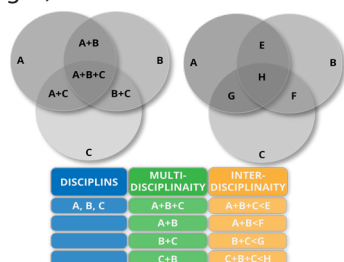 A+B
A
B
A+B+C
A+C
B+C
C
E
A
B
H
G
F
C
DISCIPLINS
MULTI-
DISCIPLINAITY
INTER-
DISCIPLINAITY
A, B, C
A+B+C
A+B+C<E
A+B
A+B<F
B+C
B+C<G
C+B
C+B+C<H